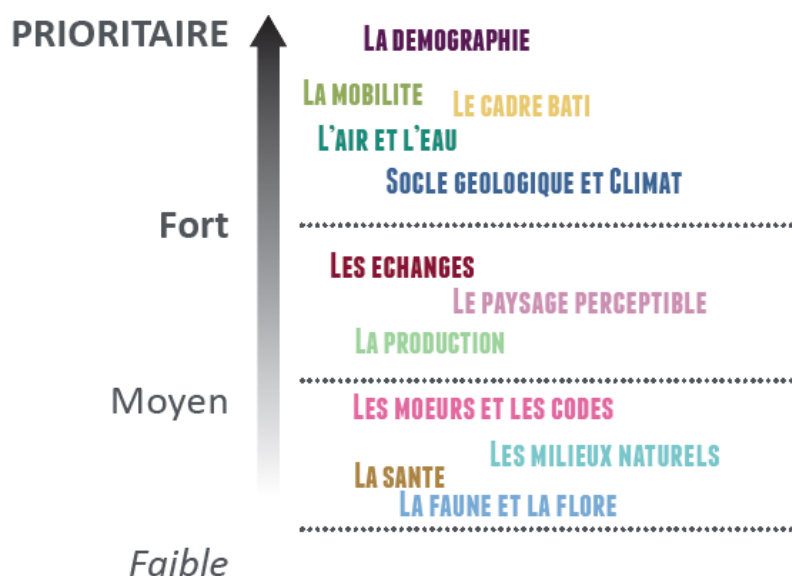 PRIORITAIRE
LA DEMOGRAPHIE
LA MOBILITE
LE CADRE BATI
L'AIR ET L'EAU
SOCLE GEOLOGIQUE ET CLIMAT
Fort
LES ECHANGES
LE PAYSAGE PERCEPTIBLE
LA PRODUCTION
Moyen
LES MOEURS ET LES CODES
LES MILIEUX NATURELS
LA SANTE
LA FAUNE ET LA FLORE
Faible